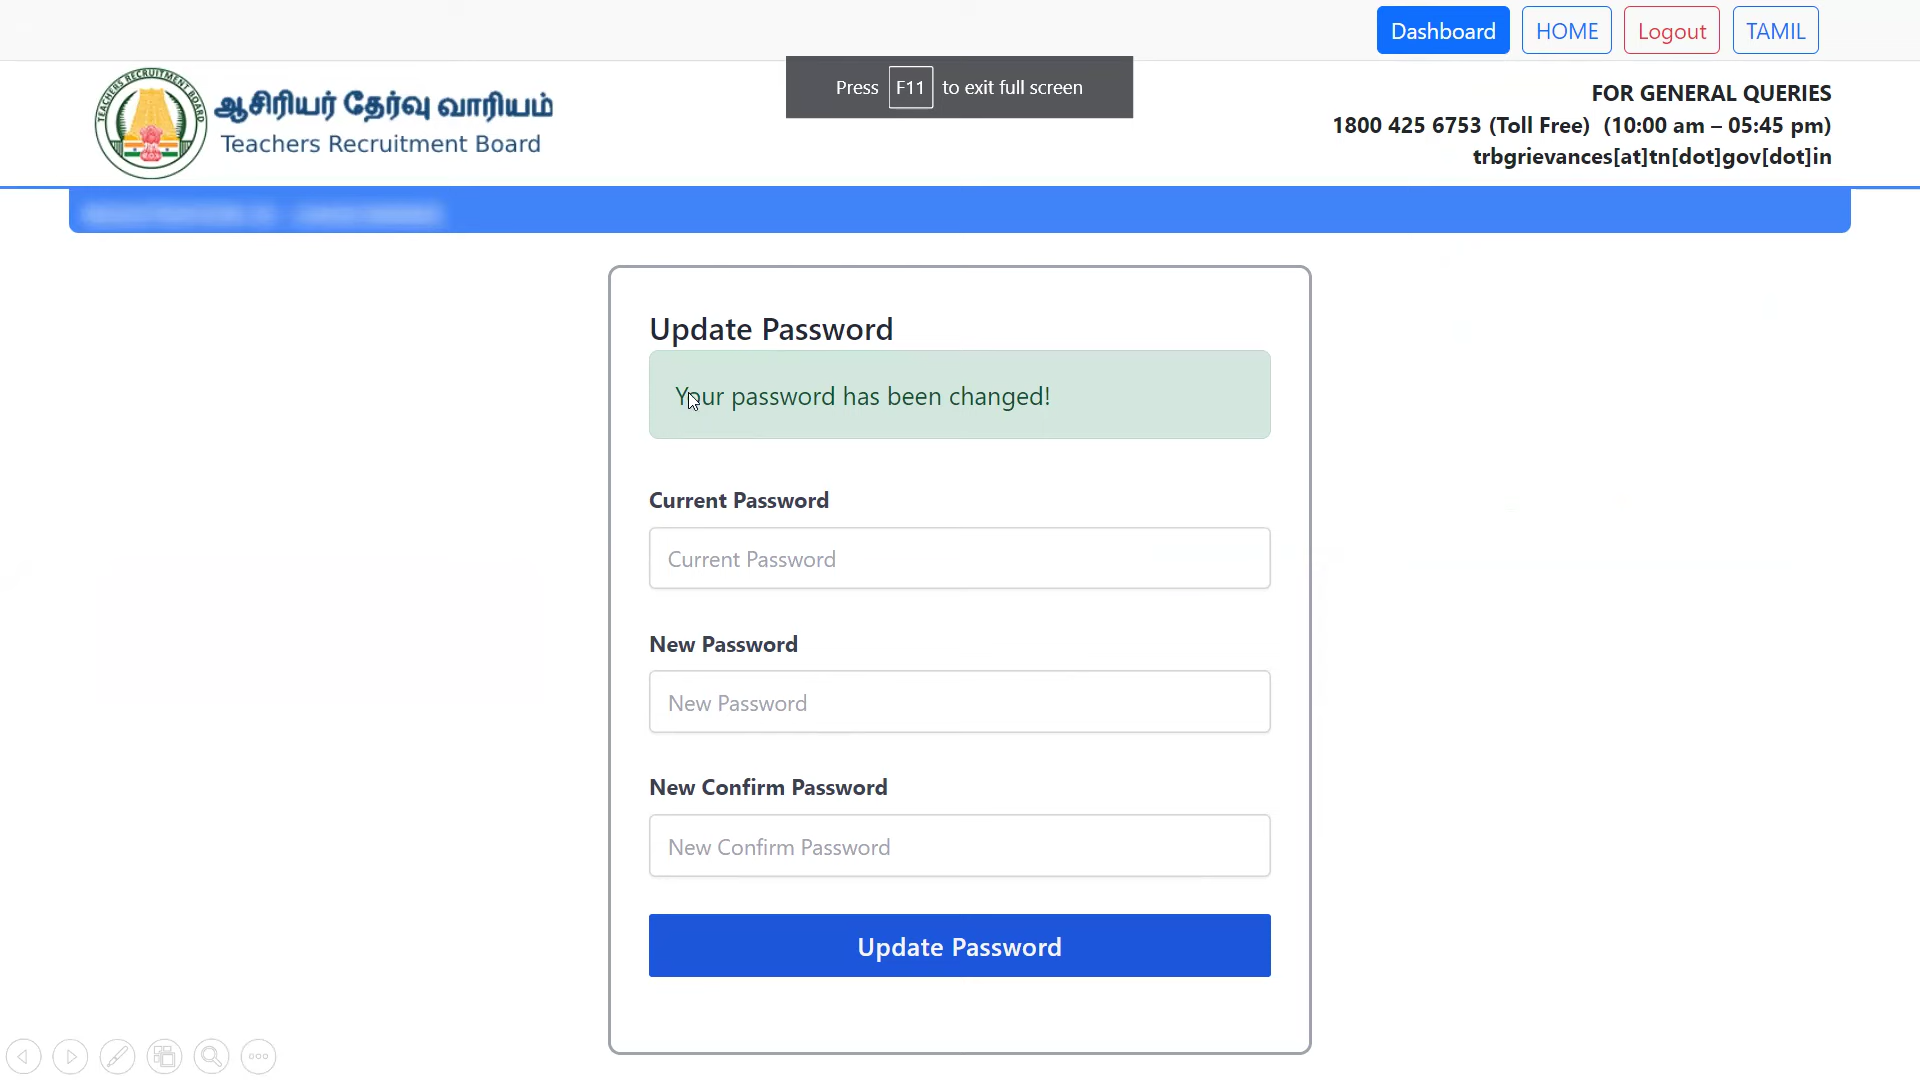 Dashboard HOME Logout TAMIL
Press F11 to exit full screen
TEACHERS RECRUITMENT BOARD
ஆசிரியர் தேர்வு வாரியம்
Teachers Recruitment Board
FOR GENERAL QUERIES
1800 425 6753 (Toll Free) (10:00 am – 05:45 pm)
trbgrievances[at]tn[dot]gov[dot]in
Update Password
Your password has been changed!
Current Password
Current Password
New Password
New Password
New Confirm Password
New Confirm Password
Update Password